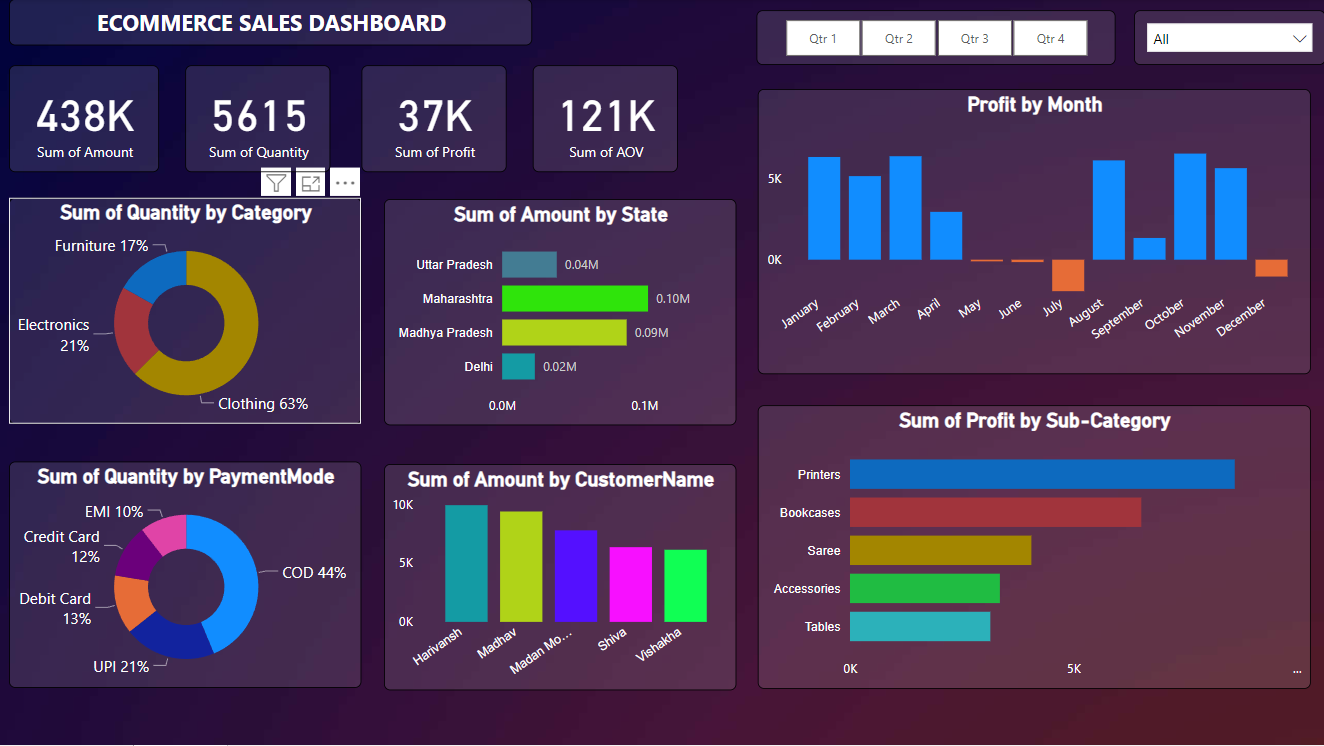 ECOMMERCE SALES DASHBOARD
Qtr 1
Qtr 2
Qtr 3
Qtr 4
All
438K
Sum of Amount
5615
Sum of Quantity
37K
Sum of Profit
121K
Sum of AOV
Profit by Month
5K
0K
January
February
March
April
May
June
July
August
September
October
November
December
Sum of Quantity by Category
Furniture 17%
Electronics
21%
Clothing 63%
Sum of Amount by State
Uttar Pradesh
0.04M
Maharashtra
0.10M
Madhya Pradesh
0.09M
Delhi
0.02M
0.0M
0.1M
Sum of Profit by Sub-Category
Printers
Bookcases
Saree
Accessories
Tables
0K
5K
...
Sum of Quantity by PaymentMode
EMI 10%
Credit Card
12%
COD 44%
Debit Card
13%
UPI 21%
Sum of Amount by CustomerName
10K
5K
0K
Harivansh
Madhav
Madan Mo...
Shiva
Vishakha